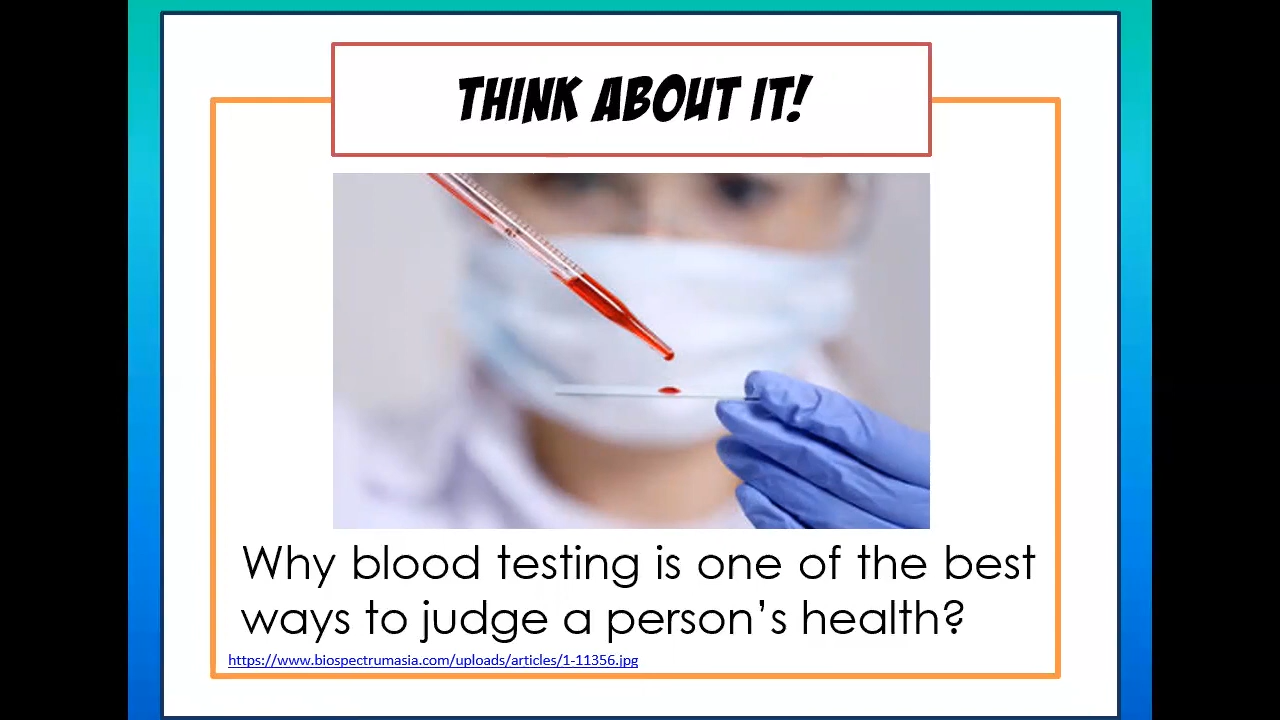 THINK ABOUT IT!
Why blood testing is one of the best
ways to judge a person's health?
https://www.biospectrumasia.com/uploads/articles/1-11356.jpg